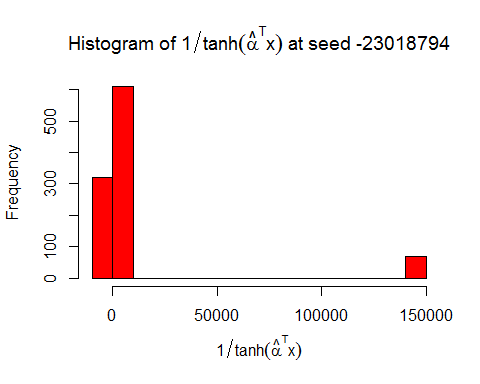 Histogram of 1/tanh(α̂ᵀx) at seed -23018794
Frequency
500
300
100
0
0 50000 100000 150000
1/tanh(α̂ᵀx)